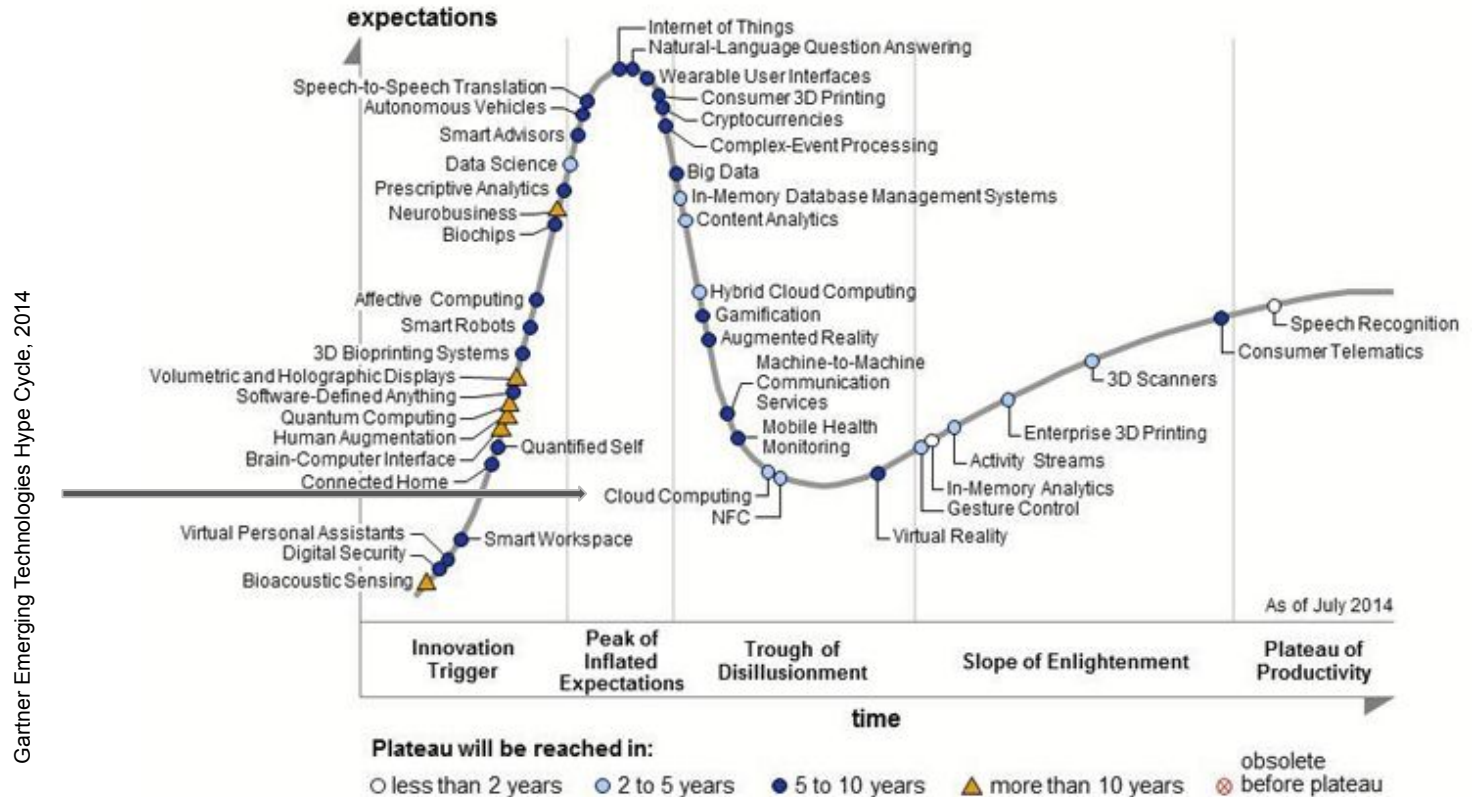 Gartner Emerging Technologies Hype Cycle, 2014
expectations
Internet of Things
Natural-Language Question Answering
Wearable User Interfaces
Consumer 3D Printing
Cryptocurrencies
Complex-Event Processing
Big Data
In-Memory Database Management Systems
Content Analytics
Speech-to-Speech Translation
Autonomous Vehicles
Smart Advisors
Data Science
Prescriptive Analytics
Neurobusiness
Biochips
Affective Computing
Smart Robots
3D Bioprinting Systems
Volumetric and Holographic Displays
Software-Defined Anything
Quantum Computing
Human Augmentation
Brain-Computer Interface
Quantified Self
Connected Home
Virtual Personal Assistants
Smart Workspace
Digital Security
Bioacoustic Sensing
Hybrid Cloud Computing
Gamification
Augmented Reality
Machine-to-Machine
Communication
Services
Mobile Health
Monitoring
Cloud Computing
NFC
Virtual Reality
Gesture Control
In-Memory Analytics
Activity Streams
Enterprise 3D Printing
3D Scanners
Consumer Telematics
Speech Recognition
As of July 2014
Innovation
Trigger
Peak of
Inflated
Expectations
Trough of
Disillusionment
Slope of Enlightenment
Plateau of
Productivity
time
Plateau will be reached in:
less than 2 years
2 to 5 years
5 to 10 years
more than 10 years
obsolete
before plateau